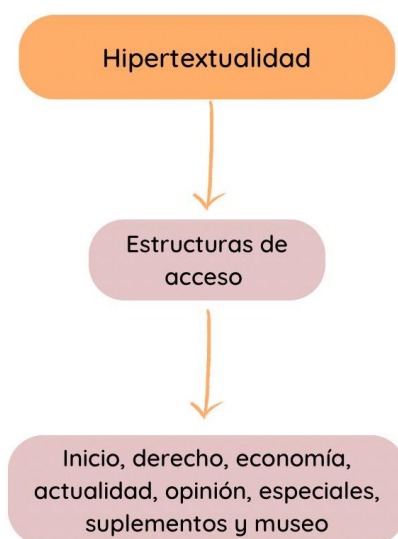 Hipertextualidad
Estructuras de
acceso
Inicio, derecho, economía,
actualidad, opinión, especiales,
suplementos y museo